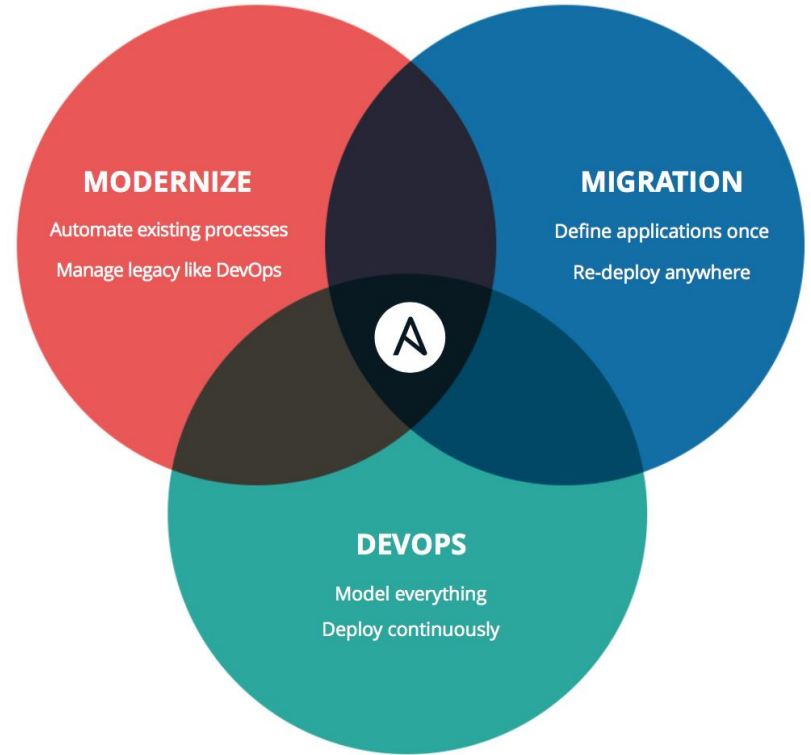 MODERNIZE
Automate existing processes
Manage legacy like DevOps
MIGRATION
Define applications once
Re-deploy anywhere
DEVOPS
Model everything
Deploy continuously